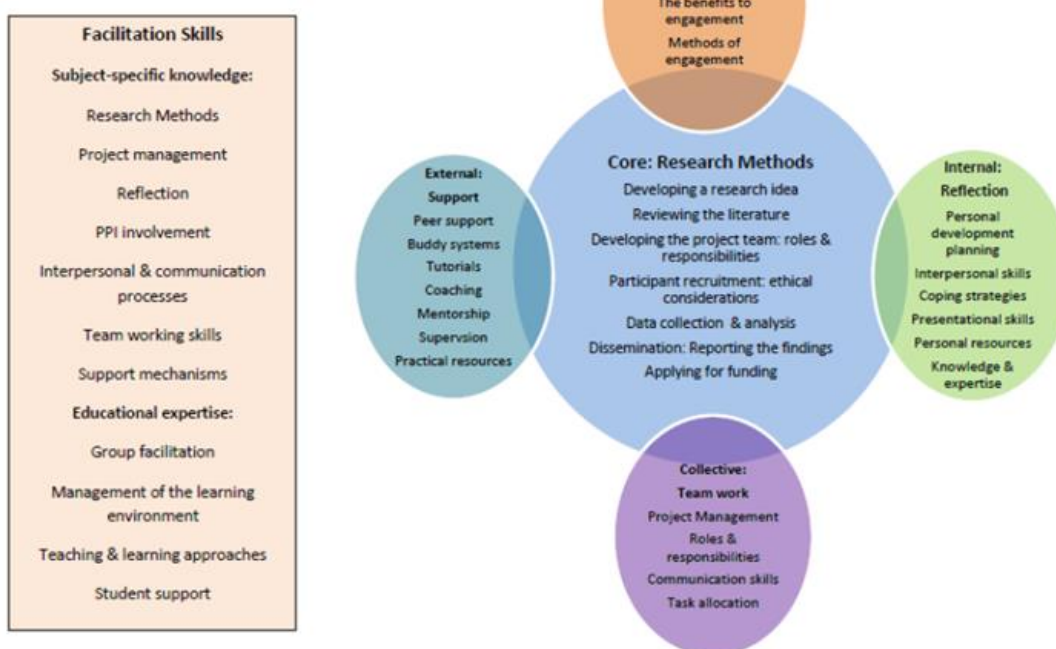 Facilitation Skills
Subject-specific knowledge:
Research Methods
Project management
Reflection
PPI involvement
Interpersonal & communication
processes
Team working skills
Support mechanisms
Educational expertise:
Group facilitation
Management of the learning
environment
Teaching & learning approaches
Student support
The benefits to
engagement
Methods of
engagement
External:
Support
Peer support
Buddy systems
Tutorials
Coaching
Mentorship
Supervsion
Practical resources
Core: Research Methods
Developing a research idea
Reviewing the literature
Developing the project team: roles &
responsibilities
Participant recruitment: ethical
considerations
Data collection & analysis
Dissemination: Reporting the findings
Applying for funding
Internal:
Reflection
Personal
development
planning
Interpersonal skills
Coping strategies
Presentational skills
Personal resources
Knowledge &
expertise
Collective:
Team work
Project Management
Roles &
responsibilities
Communication skills
Task allocation